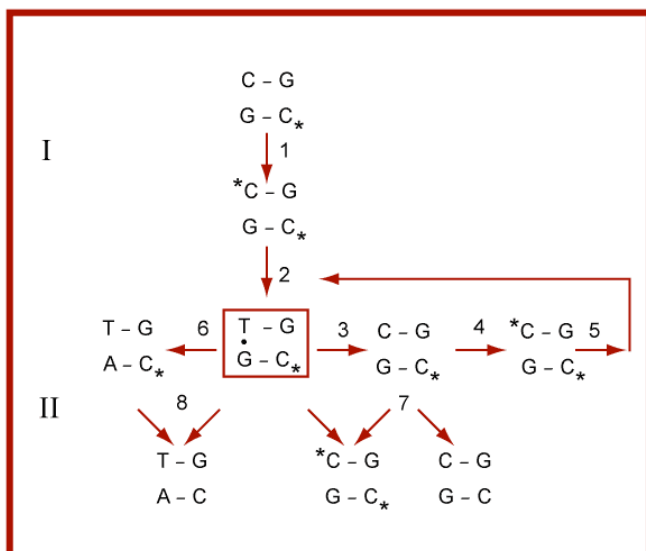 C – G
G – C*
I
1
*C – G
G – C*
2
T – G
A – C*
6
T – G
•
G – C*
3
C – G
G – C*
4
*C – G
G – C*
5
II
8
7
T – G
A – C
*C – G
G – C*
C – G
G – C